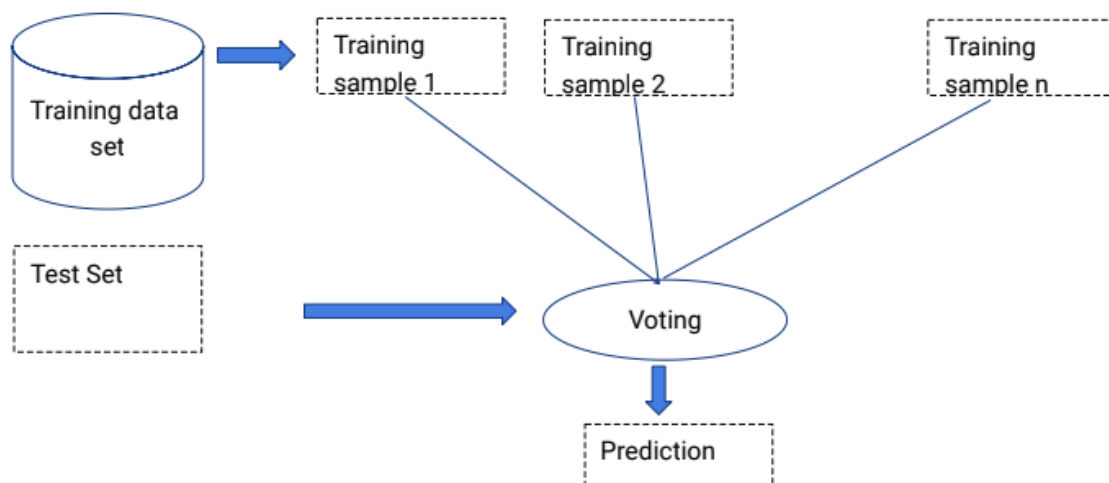 Training data
set
Training
sample 1
Training
sample 2
Training
sample n
Test Set
Voting
Prediction